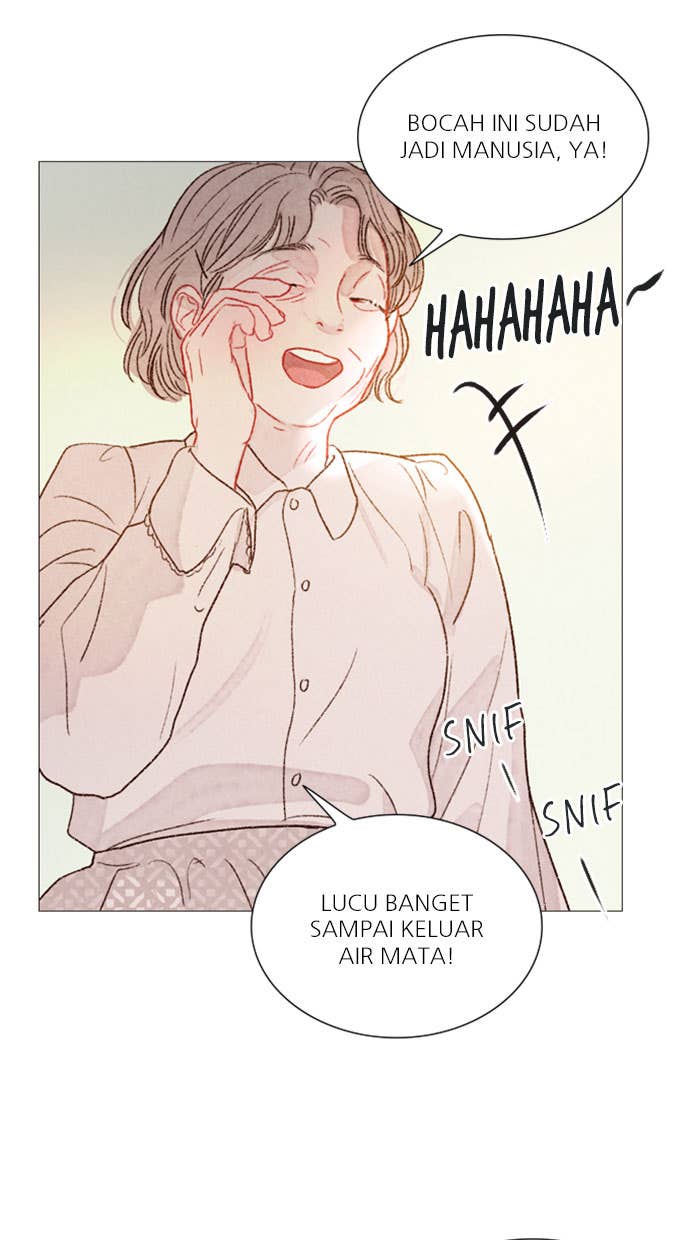 BOCAH INI SUDAH
JADI MANUSIA, YA!
HAHAHAHA~
SNIF
SNIF
LUCU BANGET
SAMPAI KELUAR
AIR MATA!